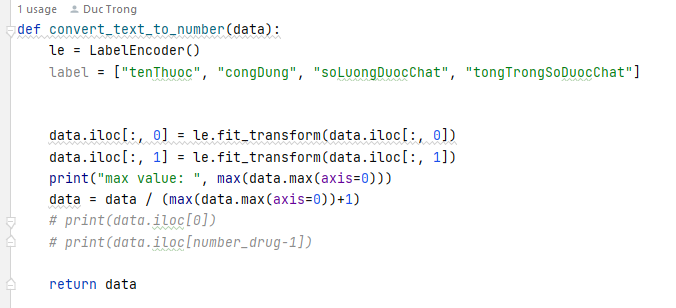 1 usage Duc Trong
def convert_text_to_number(data):
    le = LabelEncoder()
    label = ["tenThuoc", "congDung", "soLuongDuocChat", "tongTrongSoDuocChat"]
    data.iloc[:, 0] = le.fit_transform(data.iloc[:, 0])
    data.iloc[:, 1] = le.fit_transform(data.iloc[:, 1])
    print("max value: ", max(data.max(axis=0)))
    data = data / (max(data.max(axis=0))+1)
    # print(data.iloc[0])
    # print(data.iloc[number_drug-1])
    return data